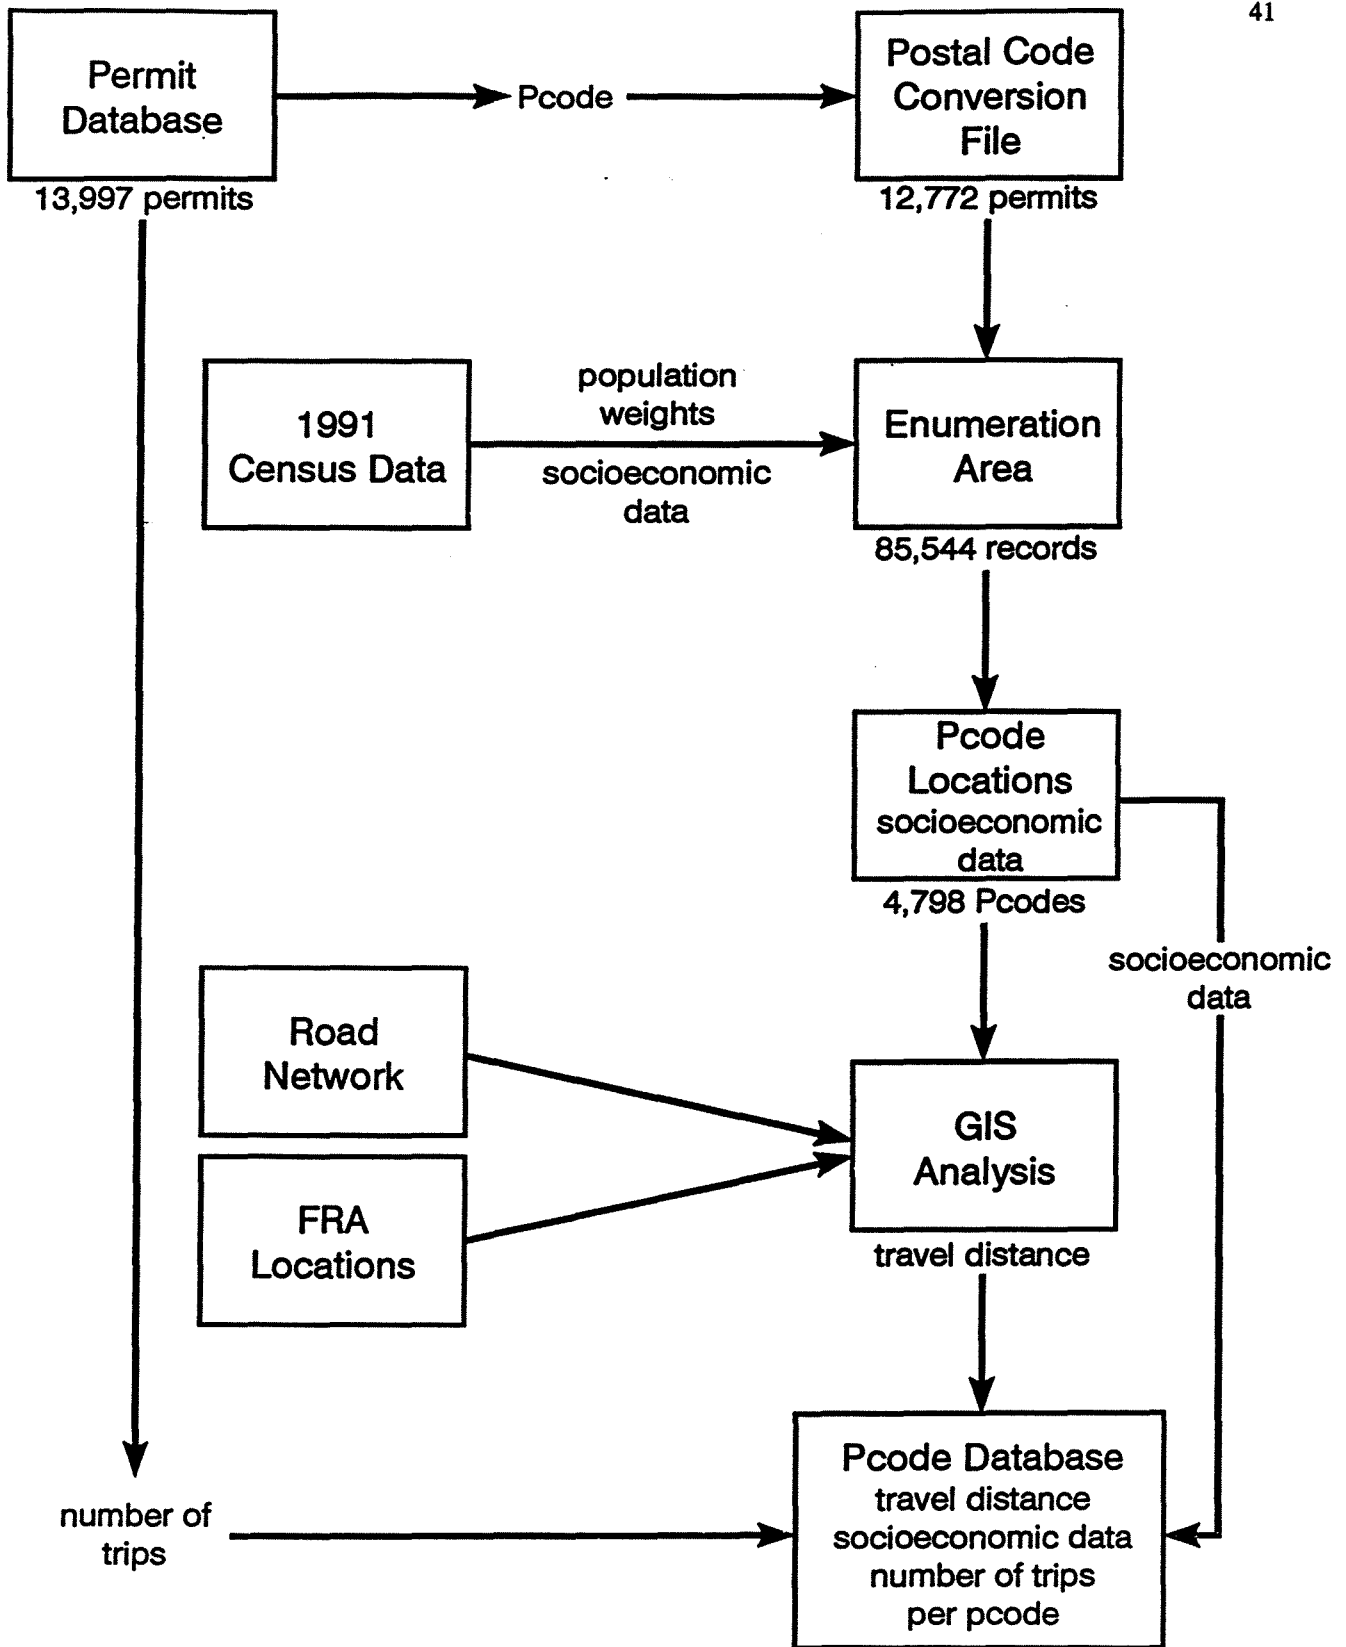 41
Permit
Database
Pcode
Postal Code
Conversion
File
13,997 permits
12,772 permits
1991
Census Data
population
weights
socioeconomic
data
Enumeration
Area
85,544 records
Pcode
Locations
socioeconomic
data
4,798 Pcodes
socioeconomic
data
Road
Network
FRA
Locations
GIS
Analysis
travel distance
number of
trips
Pcode Database
travel distance
socioeconomic data
number of trips
per pcode